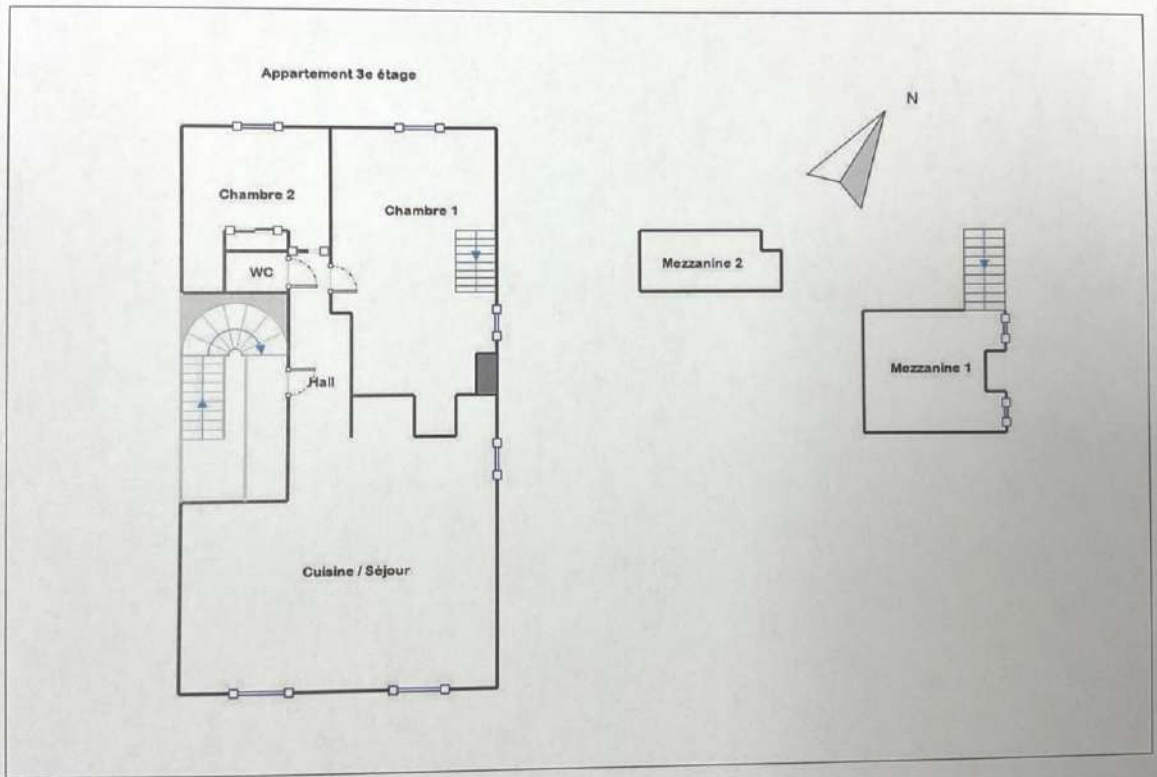 Appartement 3e étage
N
Chambre 2
Chambre 1
WC
Mezzanine 2
Hall
Mezzanine 1
Cuisine / Séjour